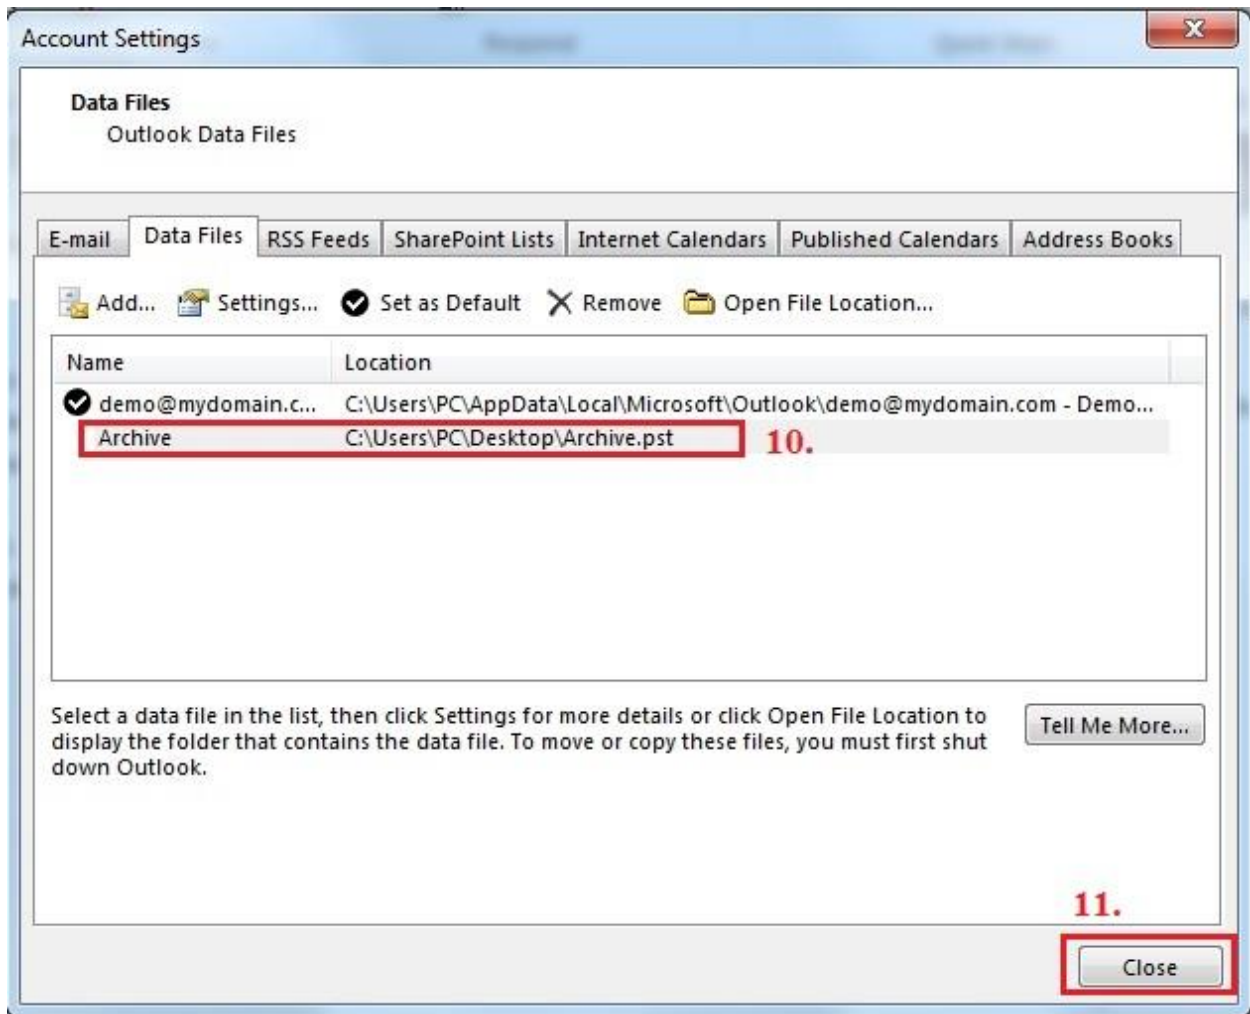 Account Settings
Data Files
Outlook Data Files
E-mail Data Files RSS Feeds SharePoint Lists Internet Calendars Published Calendars Address Books
Add... Settings... Set as Default Remove Open File Location...
Name Location
demo@mydomain.c... C:\Users\PC\AppData\Local\Microsoft\Outlook\demo@mydomain.com - Demo...
Archive C:\Users\PC\Desktop\Archive.pst 10.
Select a data file in the list, then click Settings for more details or click Open File Location to
display the folder that contains the data file. To move or copy these files, you must first shut
down Outlook.
Tell Me More...
11.
Close